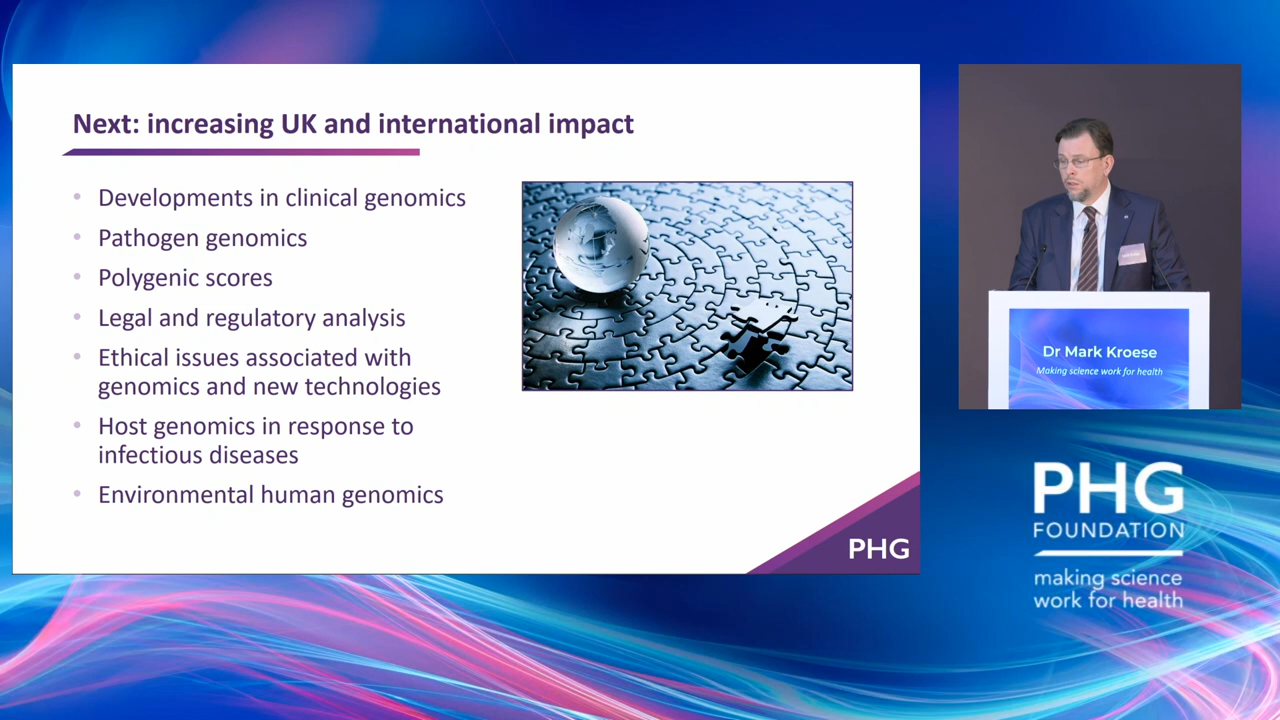 Next: increasing UK and international impact
• Developments in clinical genomics
• Pathogen genomics
• Polygenic scores
• Legal and regulatory analysis
• Ethical issues associated with
genomics and new technologies
• Host genomics in response to
infectious diseases
• Environmental human genomics
PHG
Dr Mark Kroese
Making science work for health
PHG
FOUNDATION
making science
work for health